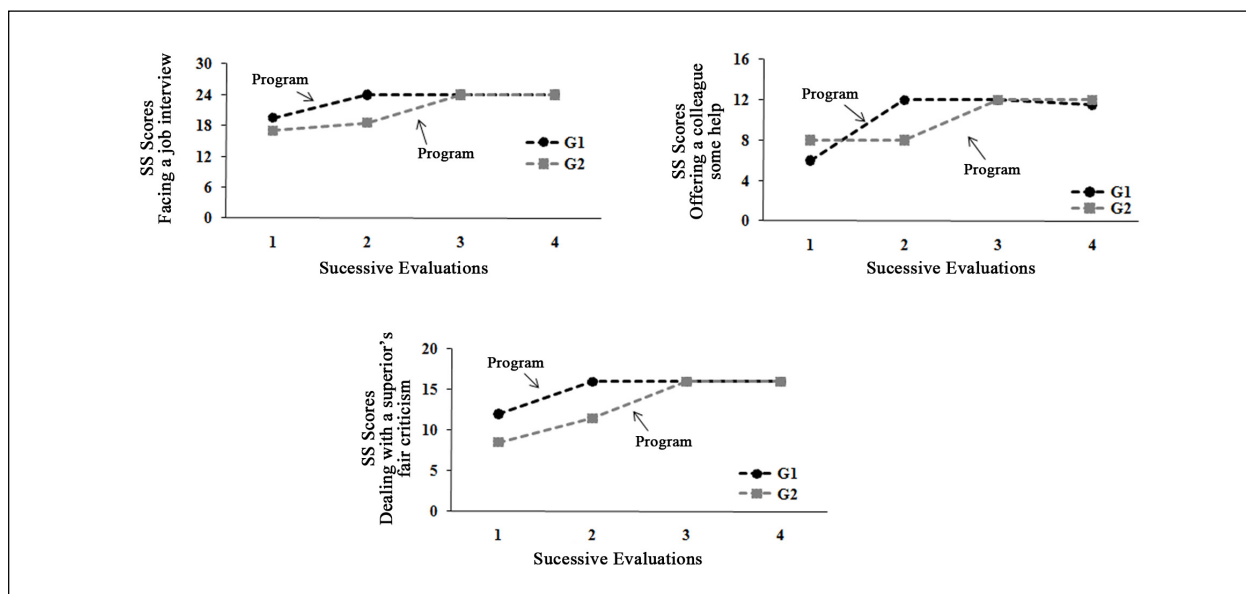 SS Scores
Facing a job interview
30
24
18
12
6
0
Program
Program
G1
G2
1 2 3 4
Sucessive Evaluations
SS Scores
Offering a colleague
some help
16
12
8
4
0
Program
Program
G1
G2
1 2 3 4
Sucessive Evaluations
SS Scores
Dealing with a superior's
fair criticism
20
15
10
5
0
Program
Program
G1
G2
1 2 3 4
Sucessive Evaluations